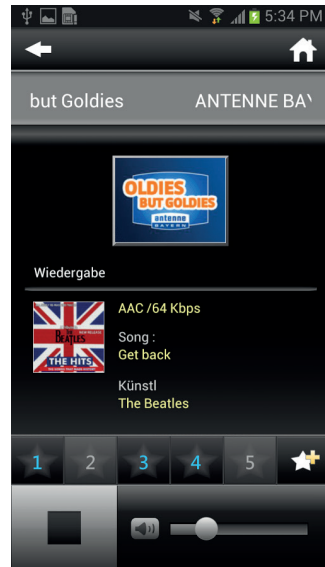 5:34 PM
but Goldies ANTENNE BAY
OLDIES
BUT GOLDIES
antenne
BAYERN
Wiedergabe
AAC /64 Kbps
Song :
Get back
Künstl
The Beatles
BEATLES
THE HITS
1 2 3 4 5